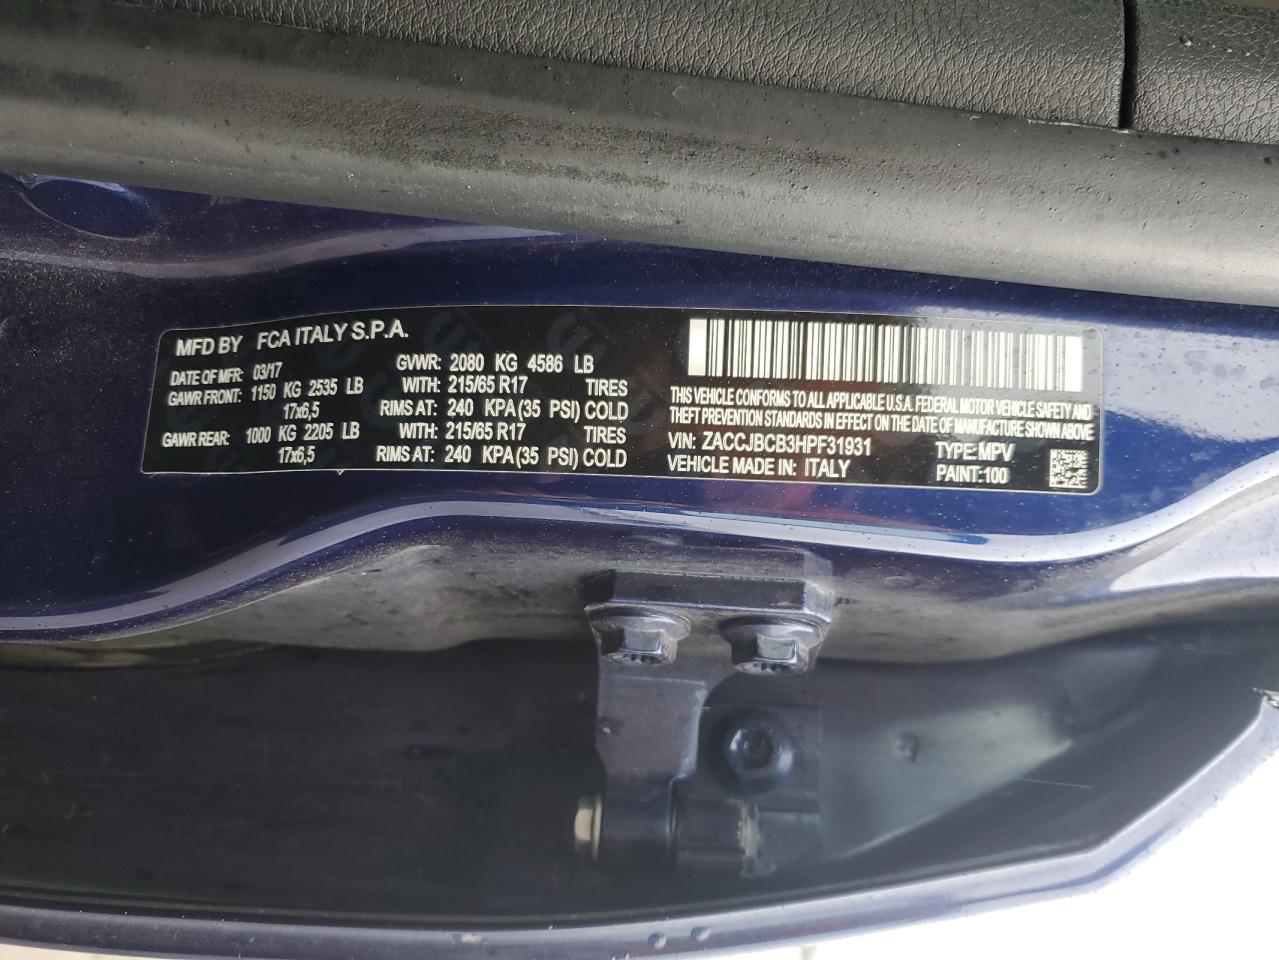 MFD BY FCA ITALY S.P.A.
DATE OF MFR: 03/17 GVWR: 2080 KG 4586 LB
GAWR FRONT: 1150 KG 2535 LB WITH: 215/65 R17 TIRES
17x6,5 RIMS AT: 240 KPA (35 PSI) COLD
GAWR REAR: 1000 KG 2205 LB WITH: 215/65 R17 TIRES
17x6,5 RIMS AT: 240 KPA (35 PSI) COLD
THIS VEHICLE CONFORMS TO ALL APPLICABLE U.S.A. FEDERAL MOTOR VEHICLE SAFETY AND
THEFT PREVENTION STANDARDS IN EFFECT ON THE DATE OF MANUFACTURE SHOWN ABOVE
VIN: ZACCJBCB3HPF31931 TYPE:MPV
VEHICLE MADE IN: ITALY PAINT:100